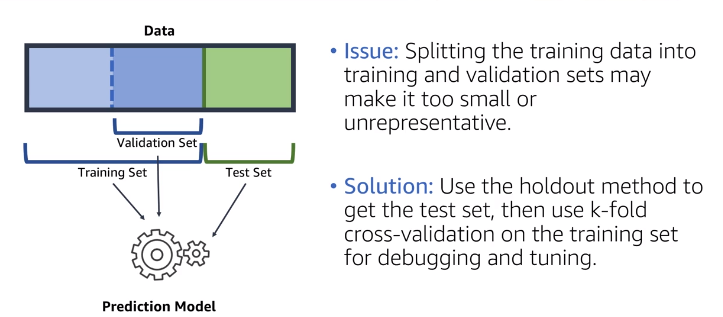 Data
Validation Set
Training Set
Test Set
Prediction Model
• Issue: Splitting the training data into
training and validation sets may
make it too small or
unrepresentative.
• Solution: Use the holdout method to
get the test set, then use k-fold
cross-validation on the training set
for debugging and tuning.